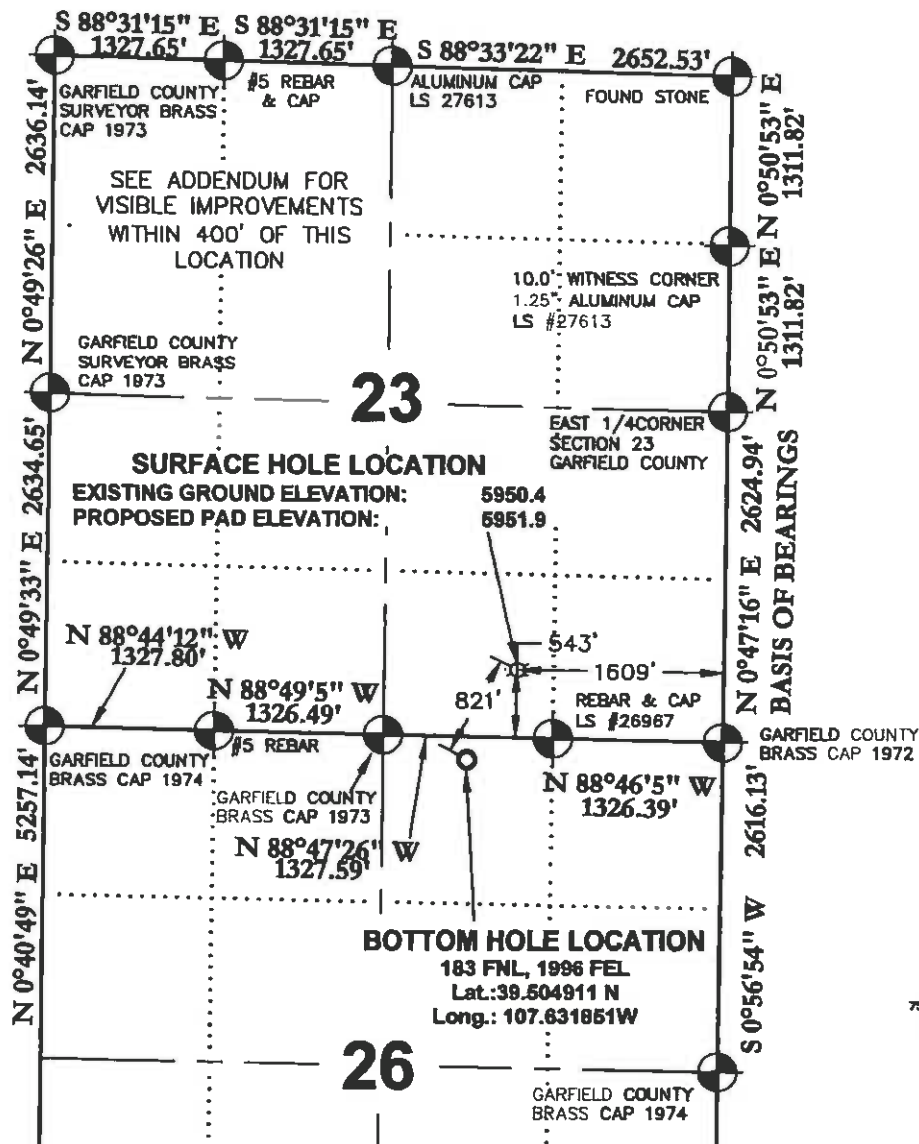 S 88°31'15" E
1327.65'
S 88°31'15" E
1327.65'
S 88°33'22" E
2652.53'
GARFIELD COUNTY
SURVEYOR BRASS
CAP 1973
#5 REBAR
& CAP
ALUMINUM CAP
LS 27613
FOUND STONE
N 0°49'26" E 2636.14'
N 0°50'53" E
1311.82'
SEE ADDENDUM FOR
VISIBLE IMPROVEMENTS
WITHIN 400' OF THIS
LOCATION
10.0' WITNESS CORNER
1.25" ALUMINUM CAP
LS #27613
N 0°50'53" E
1311.82'
GARFIELD COUNTY
SURVEYOR BRASS
CAP 1973
23
EAST 1/4CORNER
SECTION 23
GARFIELD COUNTY
SURFACE HOLE LOCATION
EXISTING GROUND ELEVATION: 5950.4
PROPOSED PAD ELEVATION: 5951.9
N 0°49'33" E 2634.65'
N 0°47'16" E 2624.94'
BASIS OF BEARINGS
N 88°44'12" W
1327.80'
543'
1609'
821'
N 88°49'5" W
1326.49'
REBAR & CAP
LS #26967
GARFIELD COUNTY
BRASS CAP 1974
#5 REBAR
GARFIELD COUNTY
BRASS CAP 1972
GARFIELD COUNTY
BRASS CAP 1973
N 88°46'5" W
1326.39'
N 88°47'26" W
1327.59'
N 0°40'49" E 5257.14'
S 0°56'54" W 2616.13'
BOTTOM HOLE LOCATION
183 FNL, 1996 FEL
Lat.:39.504911 N
Long.: 107.631851W
26
GARFIELD COUNTY
BRASS CAP 1974